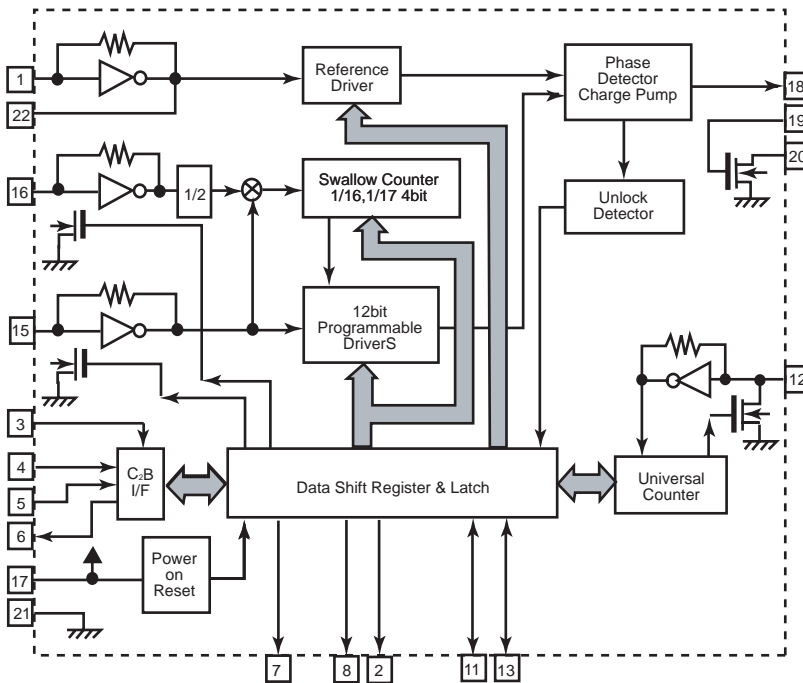 1
22
16
15
3
4
5
6
17
21
Reference
Driver
Phase
Detector
Charge Pump
18
19
20
1/2
Swallow Counter
1/16,1/17 4bit
Unlock
Detector
12bit
Programmable
DriverS
12
C2B
I/F
Data Shift Register & Latch
Universal
Counter
Power
on
Reset
7
8
2
11
13